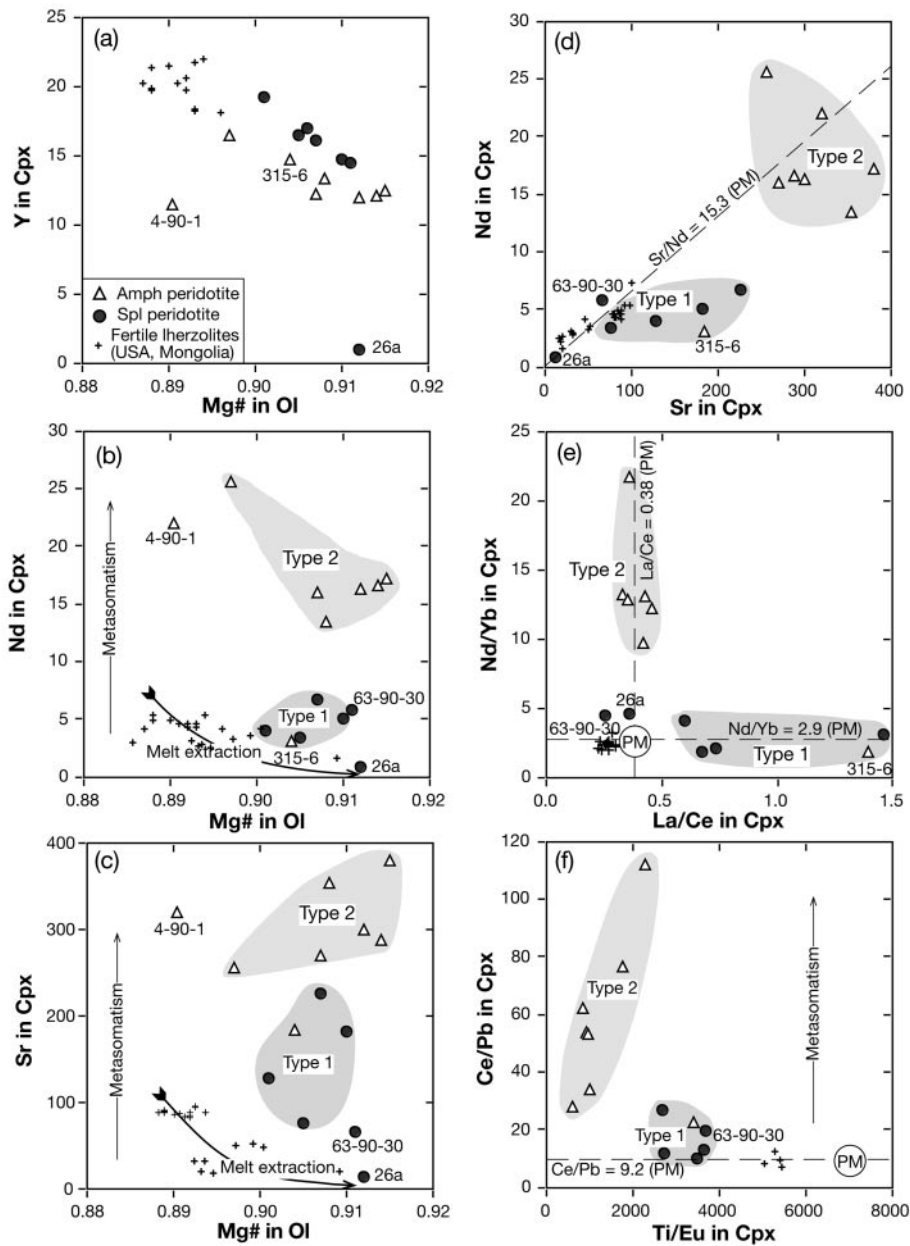 (a)
25
20
15
10
5
0
Y in Cpx
315-6
4-90-1
Amph peridotite
Spl peridotite
Fertile lherzolites
(USA, Mongolia)
26a
0.88
0.89
0.90
0.91
0.92
Mg# in Ol
(b)
30
25
20
15
10
5
0
Nd in Cpx
Metasomatism
4-90-1
Type 2
63-90-30
Type 1
315-6
Melt extraction
26a
0.88
0.89
0.90
0.91
0.92
Mg# in Ol
(c)
400
300
200
100
0
Sr in Cpx
Metasomatism
4-90-1
Type 2
Type 1
63-90-30
Melt extraction
26a
0.88
0.89
0.90
0.91
0.92
Mg# in Ol
(d)
30
25
20
15
10
5
0
Nd in Cpx
Type 2
Sr/Nd = 15.3 (PM)
63-90-30
Type 1
315-6
26a
0
100
200
300
400
Sr in Cpx
(e)
25
20
15
10
5
0
Nd/Yb in Cpx
La/Ce = 0.38 (PM)
Type 2
26a
63-90-30
PM
Nd/Yb = 2.9 (PM)
Type 1
315-6
0.0
0.5
1.0
1.5
La/Ce in Cpx
(f)
120
100
80
60
40
20
0
Ce/Pb in Cpx
Type 2
Metasomatism
Type 1
63-90-30
Ce/Pb = 9.2 (PM)
PM
0
2000
4000
6000
8000
Ti/Eu in Cpx